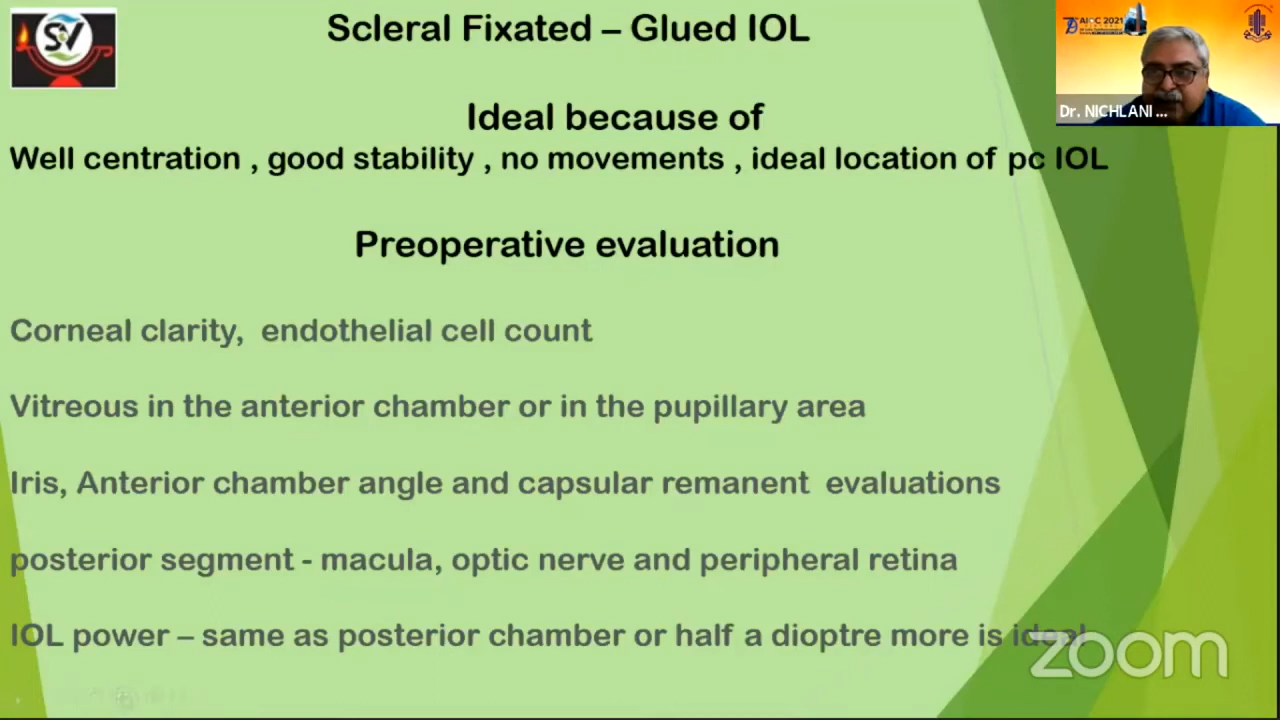 Scleral Fixated – Glued IOL
SV
AIOC 2021
Dr. NICHLANI ...
Ideal because of
Well centration , good stability , no movements , ideal location of pc IOL
Preoperative evaluation
Corneal clarity,  endothelial cell count
Vitreous in the anterior chamber or in the pupillary area
Iris, Anterior chamber angle and capsular remanent  evaluations
posterior segment - macula, optic nerve and peripheral retina
IOL power – same as posterior chamber or half a dioptre more is ideal
zoom